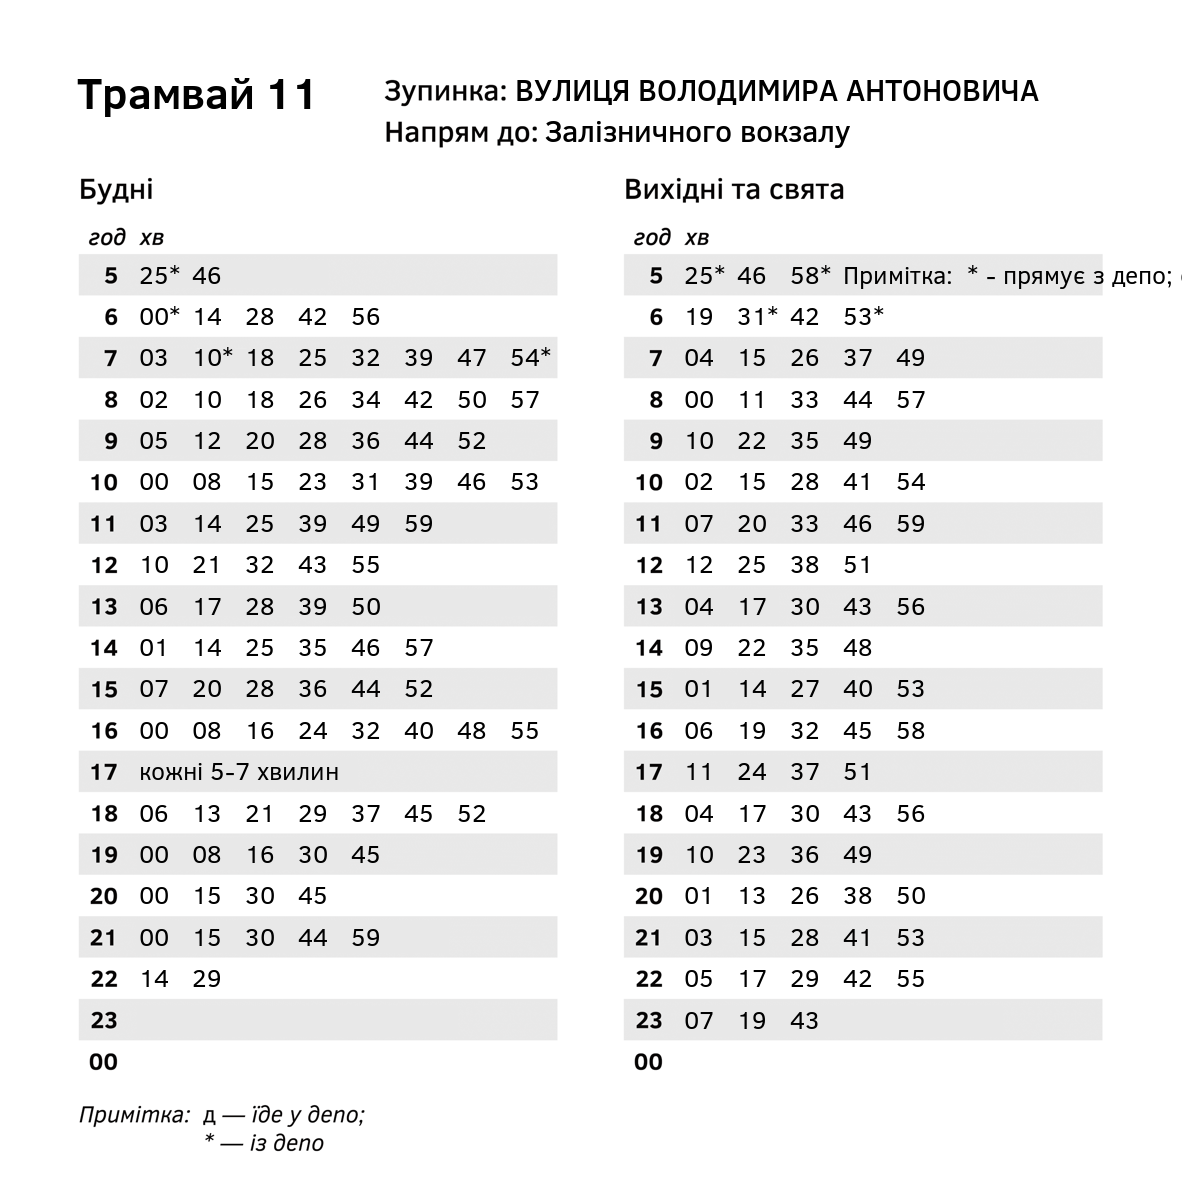 Трамвай 11
Зупинка: ВУЛИЦЯ ВОЛОДИМИРА АНТОНОВИЧА
Напрям до: Залізничного вокзалу
Будні
год хв
5 25* 46
6 00* 14 28 42 56
7 03 10* 18 25 32 39 47 54*
8 02 10 18 26 34 42 50 57
9 05 12 20 28 36 44 52
10 00 08 15 23 31 39 46 53
11 03 14 25 39 49 59
12 10 21 32 43 55
13 06 17 28 39 50
14 01 14 25 35 46 57
15 07 20 28 36 44 52
16 00 08 16 24 32 40 48 55
17 кожні 5-7 хвилин
18 06 13 21 29 37 45 52
19 00 08 16 30 45
20 00 15 30 45
21 00 15 30 44 59
22 14 29
23
00
Вихідні та свята
год хв
5 25* 46 58* Примітка: * - прямує з депо;
6 19 31* 42 53*
7 04 15 26 37 49
8 00 11 33 44 57
9 10 22 35 49
10 02 15 28 41 54
11 07 20 33 46 59
12 12 25 38 51
13 04 17 30 43 56
14 09 22 35 48
15 01 14 27 40 53
16 06 19 32 45 58
17 11 24 37 51
18 04 17 30 43 56
19 10 23 36 49
20 01 13 26 38 50
21 03 15 28 41 53
22 05 17 29 42 55
23 07 19 43
00
Примітка: д — їде у депо;
* — із депо